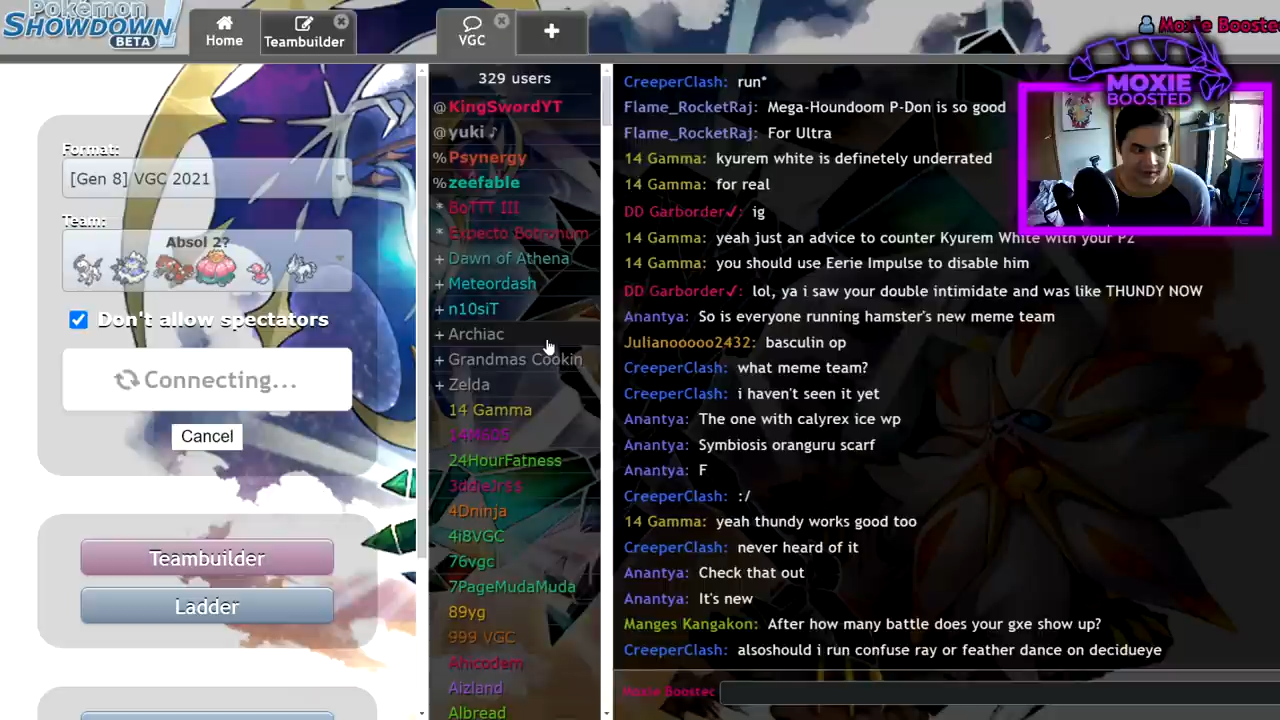 Pokémon
SHOWDOWN!
BETA
Home
Teambuilder
VGC
Moxie Booste
MOXIE
BOOSTED
Format:
[Gen 8] VGC 2021
Team:
Absol 2?
Don't allow spectators
Connecting...
Cancel
Teambuilder
Ladder
329 users
@KingSwordYT
@yuki ♪
%Psynergy
%zeefable
* BoTTT III
* Expecto Botronum
+ Dawn of Athena
+ Meteordash
+ n10siT
+ Archiac
+ Grandmas Cookin
+ Zelda
14 Gamma
14M605
24HourFatness
3ddieJr$$
4Dninja
4i8VGC
76vgc
7PageMudaMuda
89yg
999 VGC
Ahicodem
Aizland
Albread
CreeperClash: run*
Flame_RocketRaj: Mega-Houndoom P-Don is so good
Flame_RocketRaj: For Ultra
14 Gamma: kyurem white is definetely underrated
14 Gamma: for real
DD Garborder✓: ig
14 Gamma: yeah just an advice to counter Kyurem White with your PZ
14 Gamma: you should use Eerie Impulse to disable him
DD Garborder✓: lol, ya i saw your double intimidate and was like THUNDY NOW
Anantya: So is everyone running hamster's new meme team
Julianooooo2432: basculin op
CreeperClash: what meme team?
CreeperClash: i haven't seen it yet
Anantya: The one with calyrex ice wp
Anantya: Symbiosis oranguru scarf
Anantya: F
CreeperClash: :/
14 Gamma: yeah thundy works good too
CreeperClash: never heard of it
Anantya: Check that out
Anantya: It's new
Manges Kangakon: After how many battle does your gxe show up?
CreeperClash: alsoshould i run confuse ray or feather dance on decidueye
Moxie Boosted